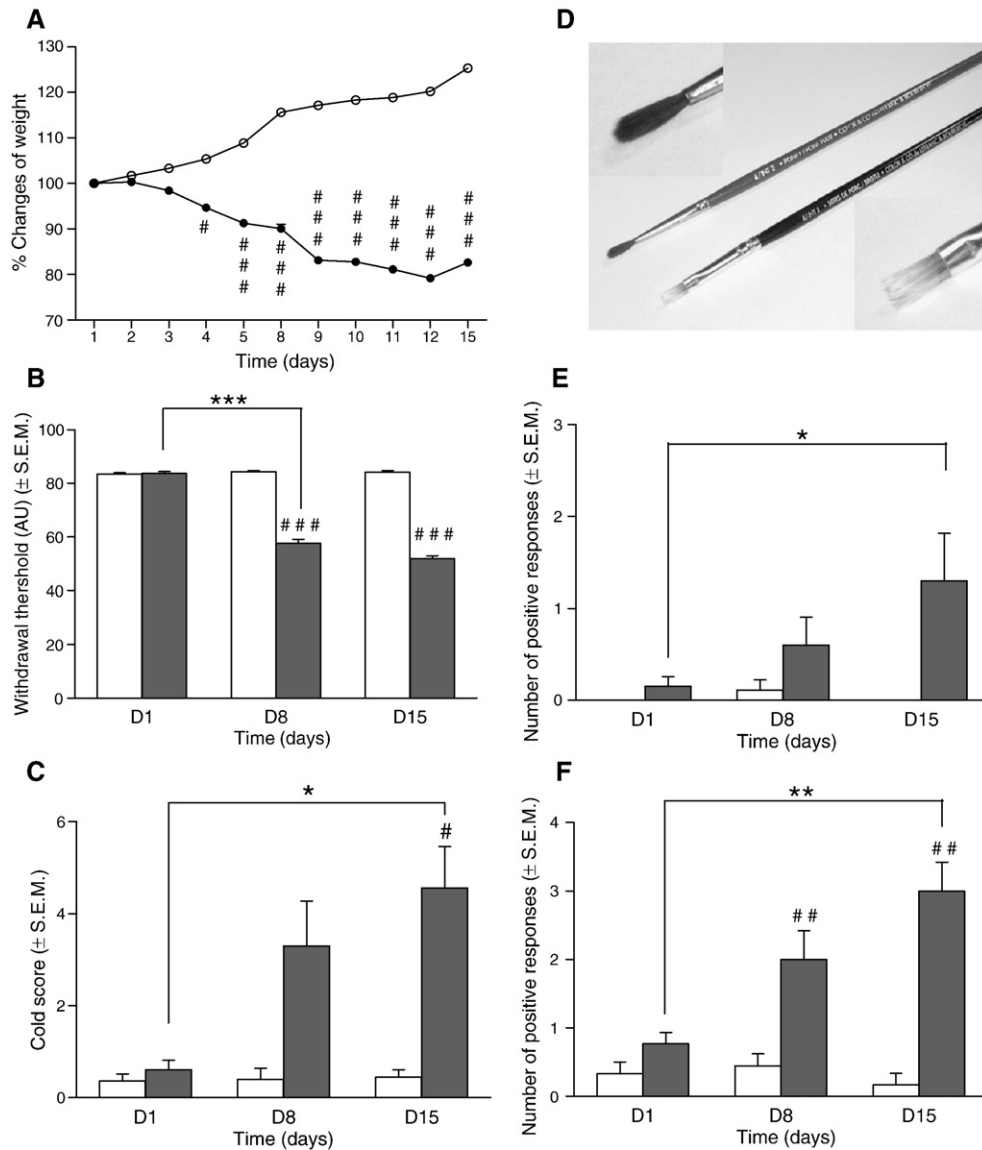 A
130
120
110
100
90
80
70
% Changes of weight
#
# # #
# # #
# # #
# # #
# # #
# # #
# # #
1 2 3 4 5 8 9 10 11 12 15
Time (days)
D
B
***
100
80
60
40
20
0
Withdrawal thershold (AU) (± S.E.M.)
# # #
# # #
D1 D8 D15
Time (days)
E
*
3
2
1
0
Number of positive responses (± S.E.M.)
D1 D8 D15
Time (days)
C
*
6
4
2
0
Cold score (± S.E.M.)
#
D1 D8 D15
Time (days)
F
**
4
3
2
1
0
Number of positive responses (± S.E.M.)
# #
# #
D1 D8 D15
Time (days)